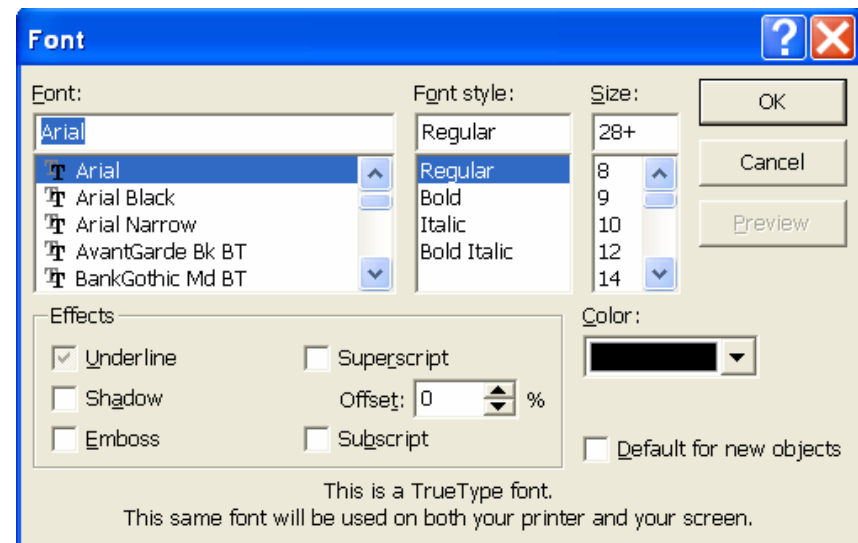 Font
Font:
Font style:
Size:
OK
Arial
Regular
28+
Arial
Regular
8
Cancel
Arial Black
Bold
9
Arial Narrow
Italic
10
Preview
AvantGarde Bk BT
Bold Italic
12
BankGothic Md BT
14
Effects
Color:
Underline
Superscript
Shadow
Offset: 0 %
Emboss
Subscript
Default for new objects
This is a TrueType font.
This same font will be used on both your printer and your screen.